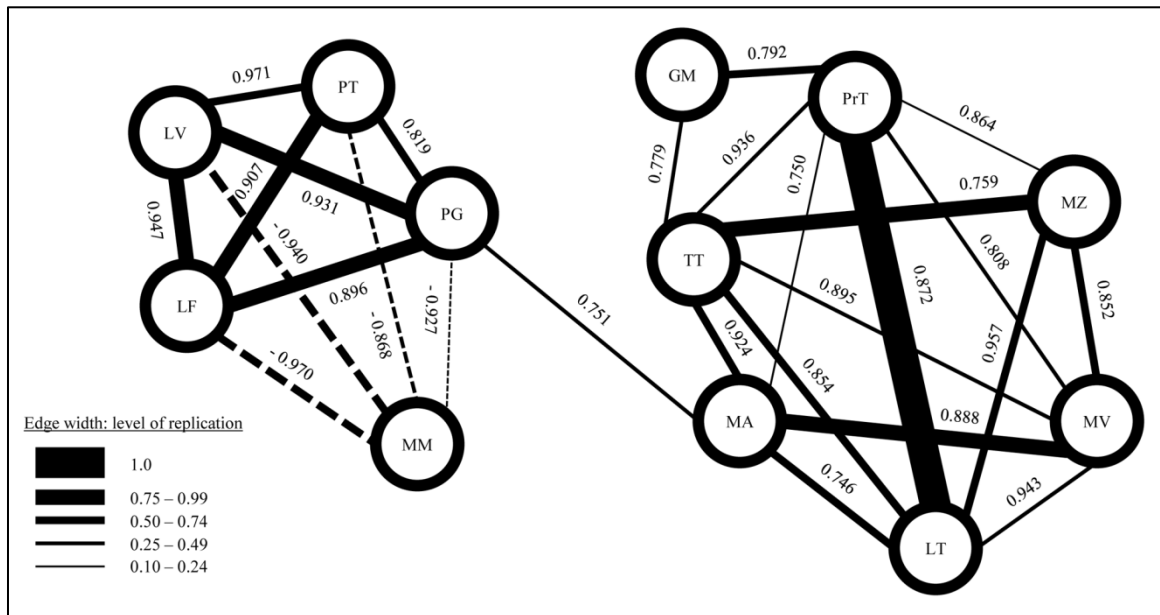 PT
LV
PG
LF
MM
0.971
0.819
0.907
0.931
0.947
- 0.940
0.896
- 0.868
- 0.927
- 0.970
0.751
GM
PrT
MZ
TT
MA
MV
LT
0.792
0.779
0.936
0.750
0.864
0.759
0.808
0.872
0.895
0.852
0.924
0.854
0.957
0.888
0.746
0.943
Edge width: level of replication
1.0
0.75 – 0.99
0.50 – 0.74
0.25 – 0.49
0.10 – 0.24